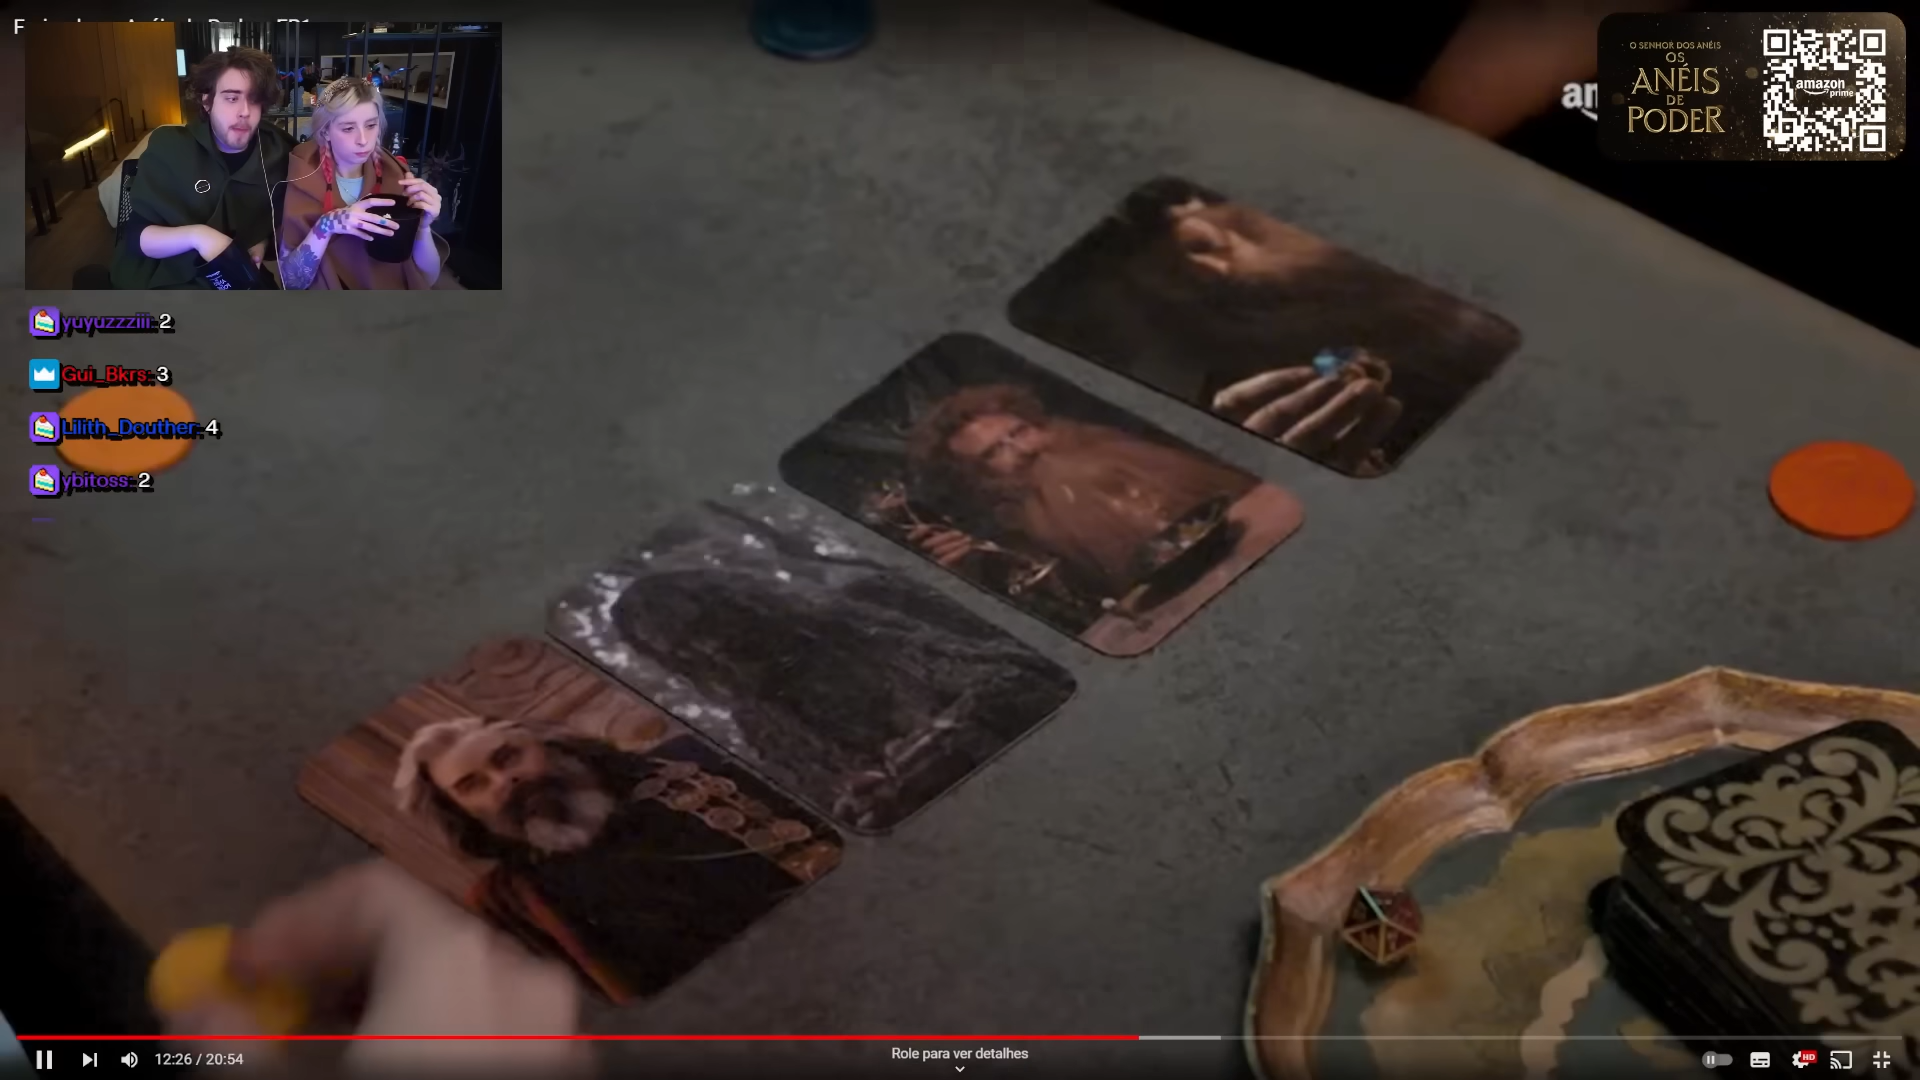 O SENHOR DOS ANÉIS
OS
ANÉIS
DE
PODER
amazon
prime
yuyuzzziii: 2
Gui_Bkrs: 3
Lilith_Douther: 4
ybitoss: 2
12:26 / 20:54
Role para ver detalhes
HD